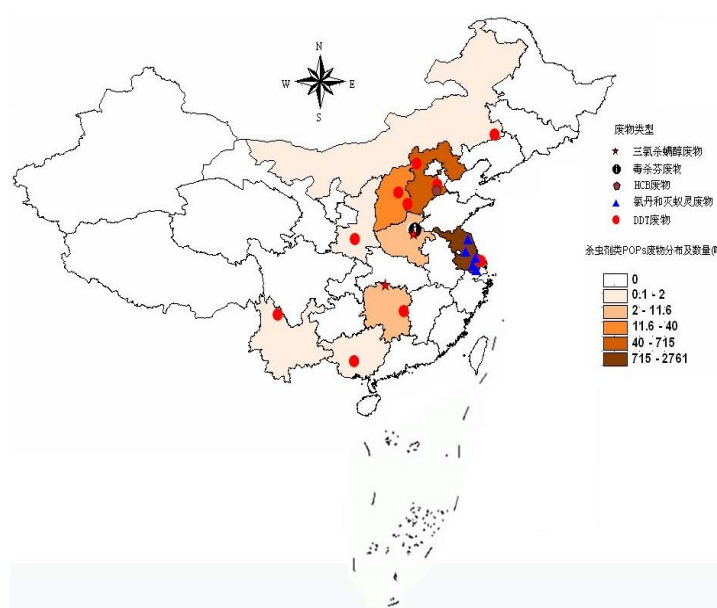 N
W
E
S
废物类型
三氯杀螨醇废物
毒杀芬废物
HCB废物
氯丹和灭蚁灵废物
DDT废物
杀虫剂类POPs废物分布及数量(
0
0.1 - 2
2 - 11.6
11.6 - 40
40 - 715
715 - 2761